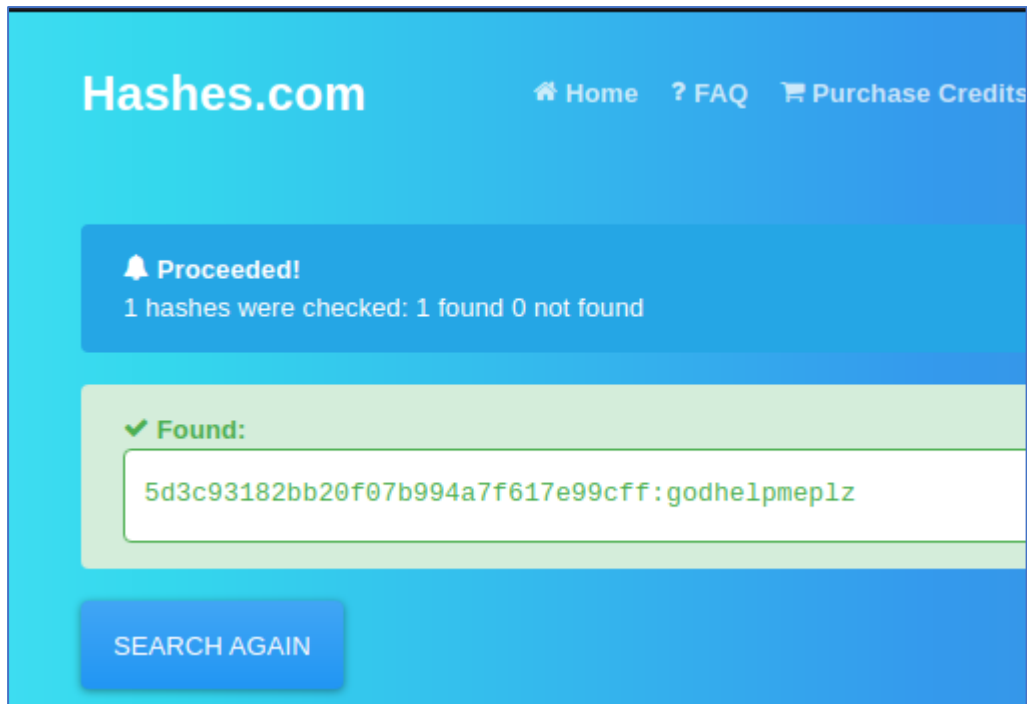 Hashes.com
Home ? FAQ Purchase Credits
Proceeded!
1 hashes were checked: 1 found 0 not found
Found:
5d3c93182bb20f07b994a7f617e99cff:godhelpmeplz
SEARCH AGAIN